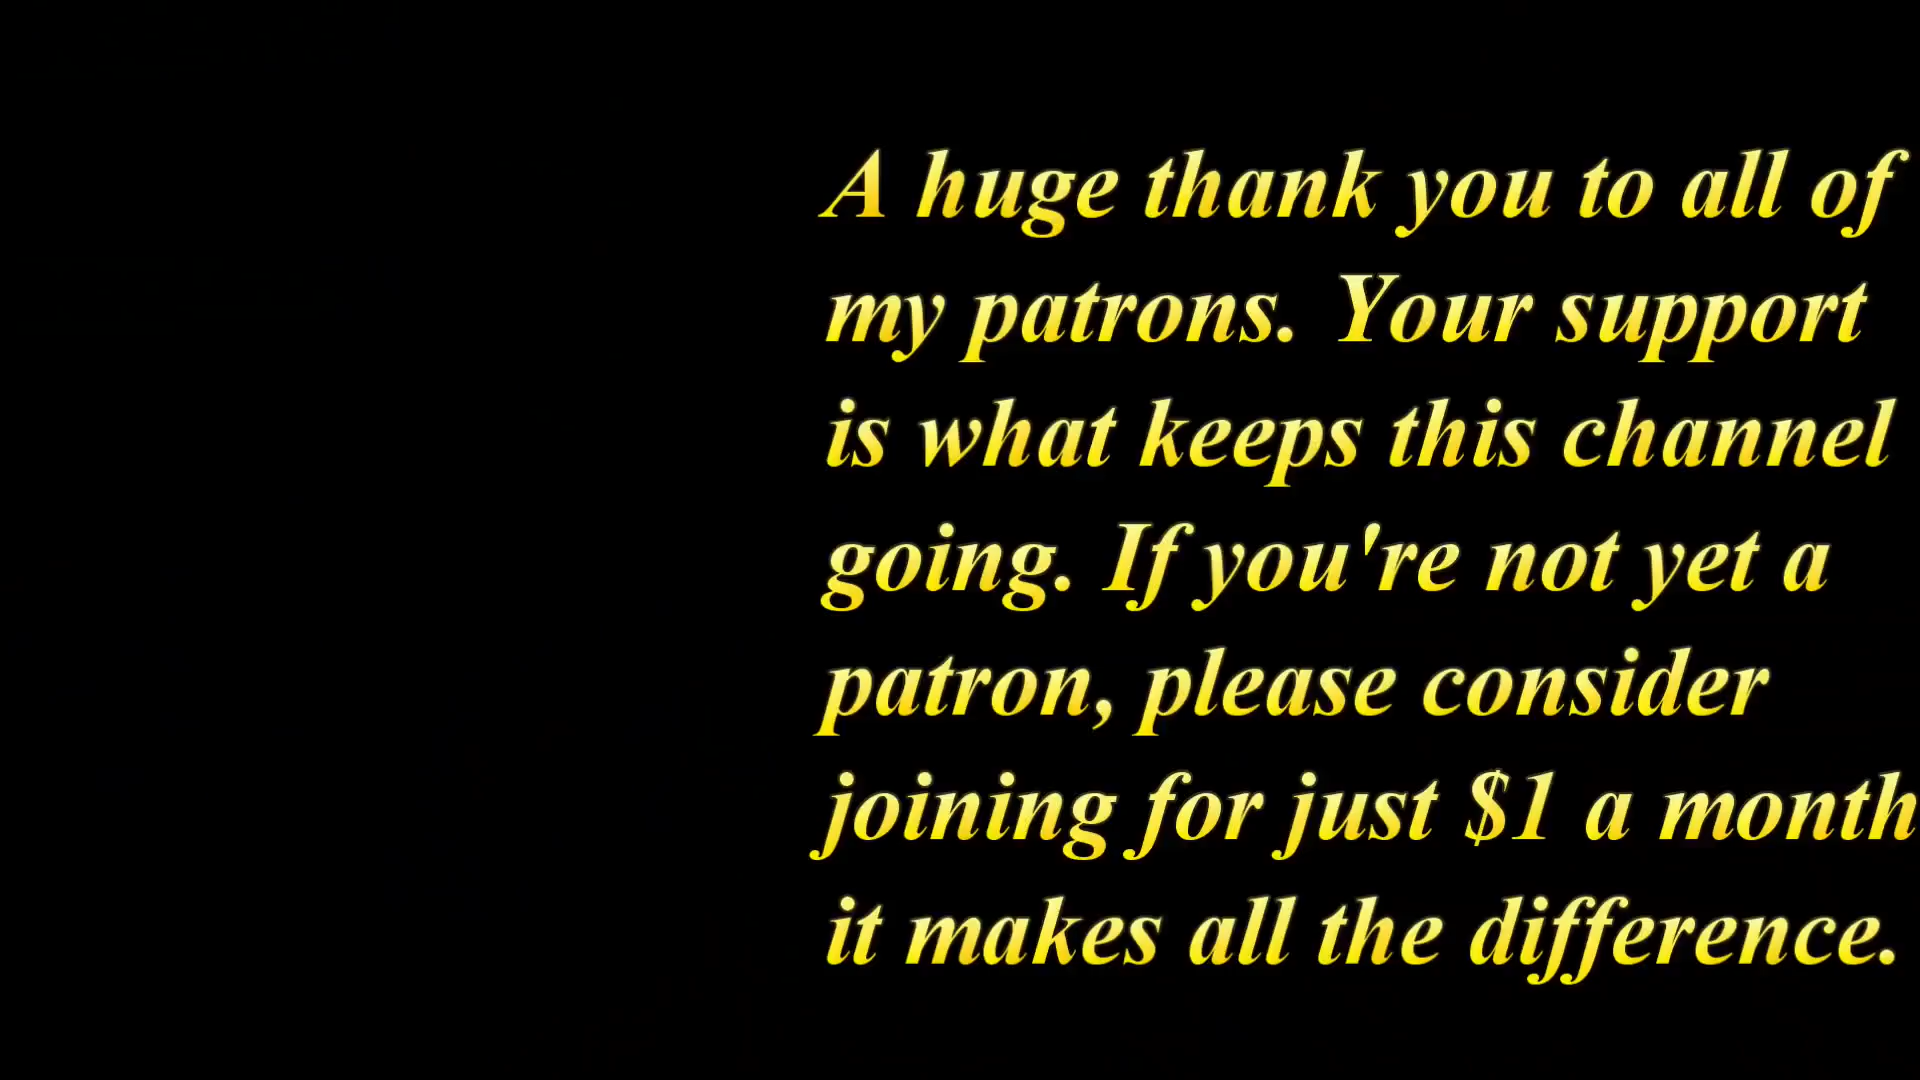 A huge thank you to all of
my patrons. Your support
is what keeps this channel
going. If you're not yet a
patron, please consider
joining for just $1 a month
it makes all the difference.